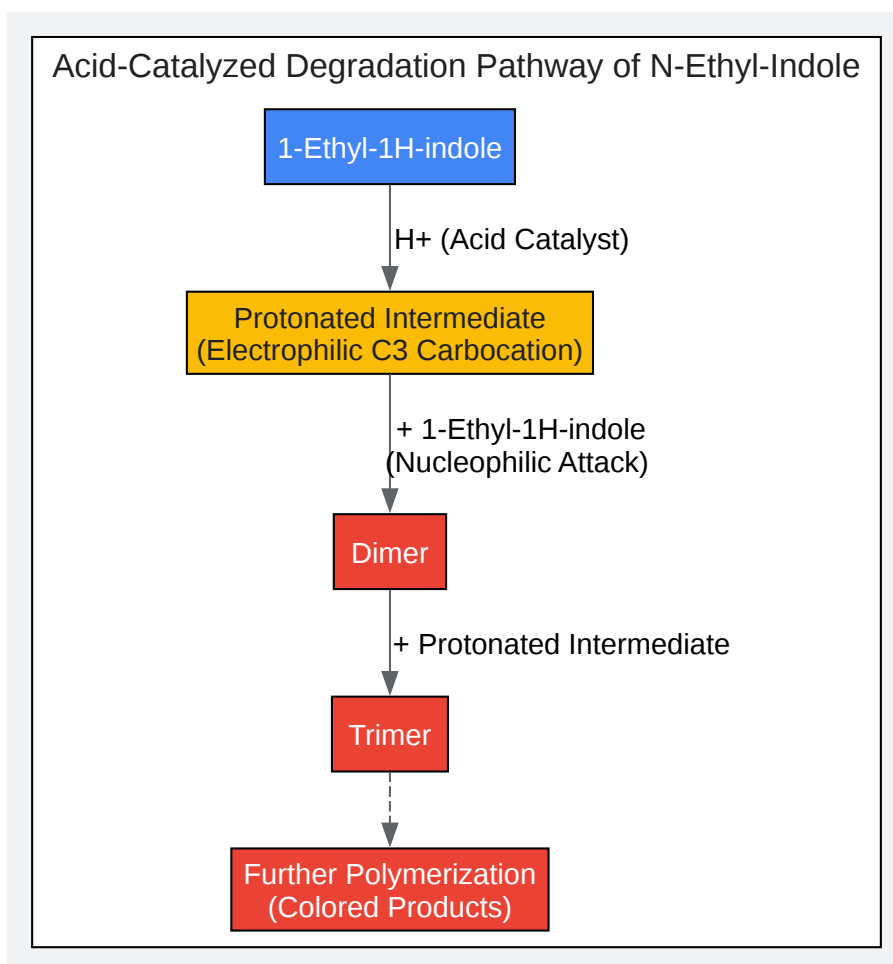 Acid-Catalyzed Degradation Pathway of N-Ethyl-Indole
1-Ethyl-1H-indole
H+ (Acid Catalyst)
Protonated Intermediate
(Electrophilic C3 Carbocation)
+ 1-Ethyl-1H-indole
(Nucleophilic Attack)
Dimer
+ Protonated Intermediate
Trimer
Further Polymerization
(Colored Products)